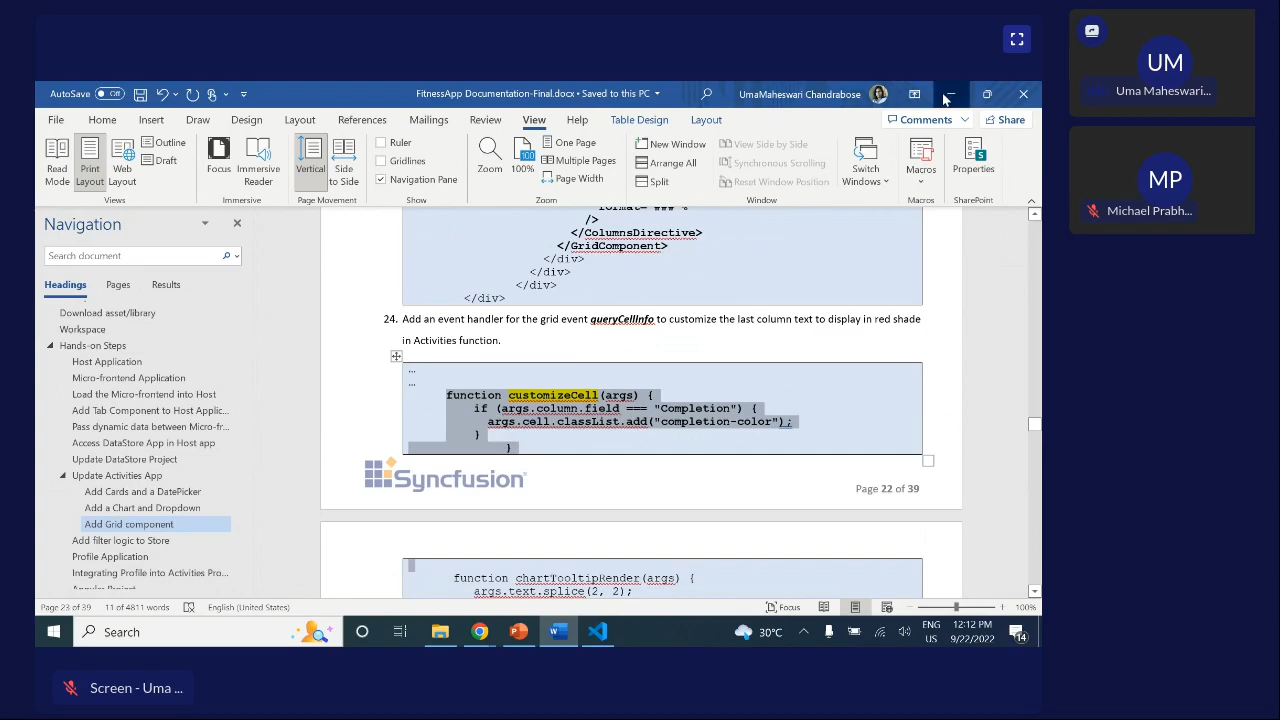 AutoSave Off
FitnessApp Documentation-Final.docx - Saved to this PC
UmaMaheswari Chandrabose
File Home Insert Draw Design Layout References Mailings Review View Help Table Design Layout Comments Share
Read Mode
Print Layout
Web Layout
Outline
Draft
Views
Focus
Immersive Reader
Immersive
Vertical
Side to Side
Page Movement
Ruler
Gridlines
Navigation Pane
Show
Zoom
100%
One Page
Multiple Pages
Page Width
Zoom
New Window
Arrange All
Split
View Side by Side
Synchronous Scrolling
Reset Window Position
Window
Switch Windows
Macros
Macros
Properties
SharePoint
Navigation
Search document
Headings Pages Results
Download asset/library
Workspace
Hands-on Steps
Host Application
Micro-frontend Application
Load the Micro-frontend into Host
Add Tab Component to Host Applic...
Pass dynamic data between Micro-fr...
Access DataStore App in Host app
Update DataStore Project
Update Activities App
Add Cards and a DatePicker
Add a Chart and Dropdown
Add Grid component
Add filter logic to Store
Profile Application
Integrating Profile into Activities Pro...
format="###%"
/>
</ColumnsDirective>
</GridComponent>
</div>
</div>
</div>
</div>
24. Add an event handler for the grid event queryCellInfo to customize the last column text to display in red shade
in Activities function.
…
…
function customizeCell(args) {
if (args.column.field === "Completion") {
args.cell.classList.add("completion-color");
}
}
Syncfusion
Page 22 of 39
function chartTooltipRender(args) {
args.text.splice(2, 2);
Page 23 of 39 11 of 4811 words English (United States) Focus 100%
Search
30°C
ENG
US
12:12 PM
9/22/2022
14
UM
Uma Maheswari...
MP
Michael Prabh...
Screen - Uma ...